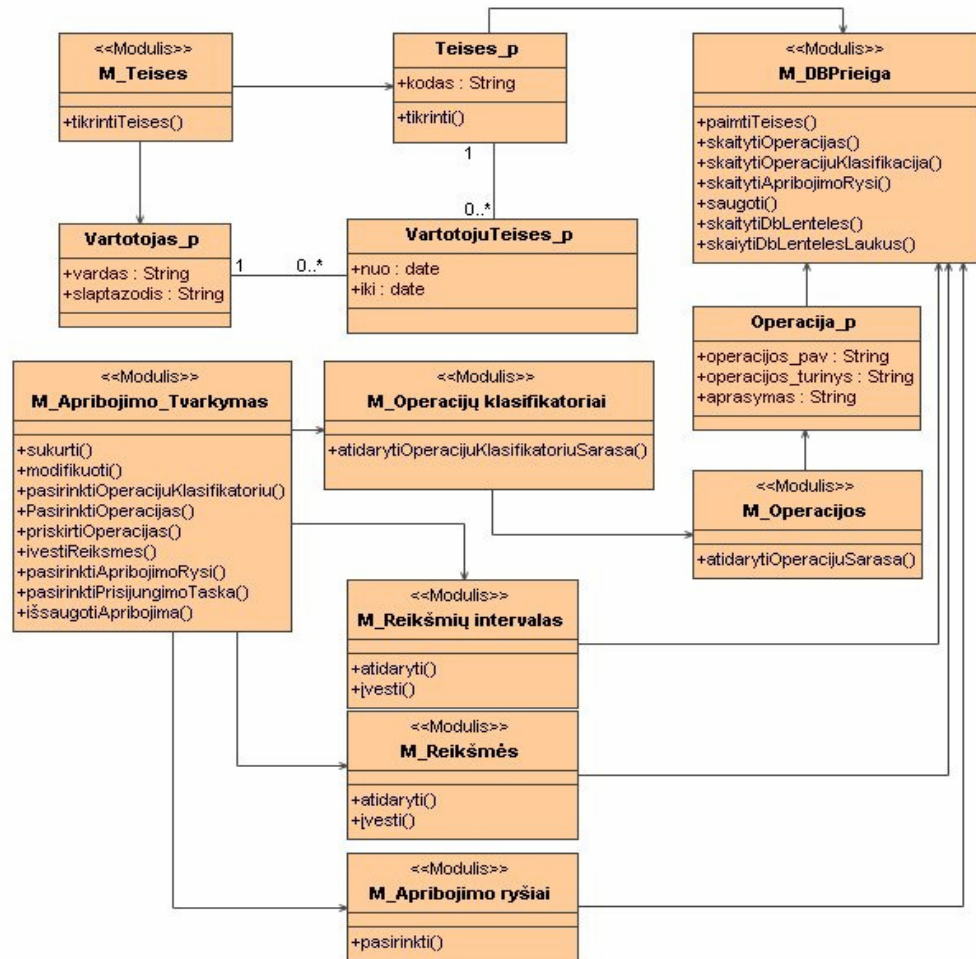 <<Modulis>>
M_Teises
+tikrintiTeises()
Teises_p
+kodas : String
+tikrinti()
<<Modulis>>
M_DBPrieiga
+paimtiTeises()
+skaitytiOperacijas()
+skaitytiOperacijuKlasifikacija()
+skaitytiApribojimoRysi()
+saugoti()
+skaitytiDbLenteles()
+skaiytiDbLentelesLaukus()
1
0..*
Vartotojas_p
+vardas : String
+slaptazodis : String
1
0..*
VartotojuTeises_p
+nuo : date
+iki : date
Operacija_p
+operacijos_pav : String
+operacijos_turinys : String
+aprasymas : String
<<Modulis>>
M_Apribojimo_Tvarkymas
+sukurti()
+modifikuoti()
+pasirinktiOperacijuKlasifikatoriu()
+PasirinktiOperacijas()
+priskirtiOperacijas()
+ivestiReiksmes()
+pasirinktiApribojimoRysi()
+pasirinktiPrisijungimoTaska()
+išsaugotiApribojima()
<<Modulis>>
M_Operacijų klasifikatoriai
+atidarytiOperacijuKlasifikatoriuSarasa()
<<Modulis>>
M_Operacijos
+atidarytiOperacijuSarasa()
<<Modulis>>
M_Reikšmių intervalas
+atidaryti()
+įvesti()
<<Modulis>>
M_Reikšmės
+atidaryti()
+įvesti()
<<Modulis>>
M_Apribojimo ryšiai
+pasirinkti()